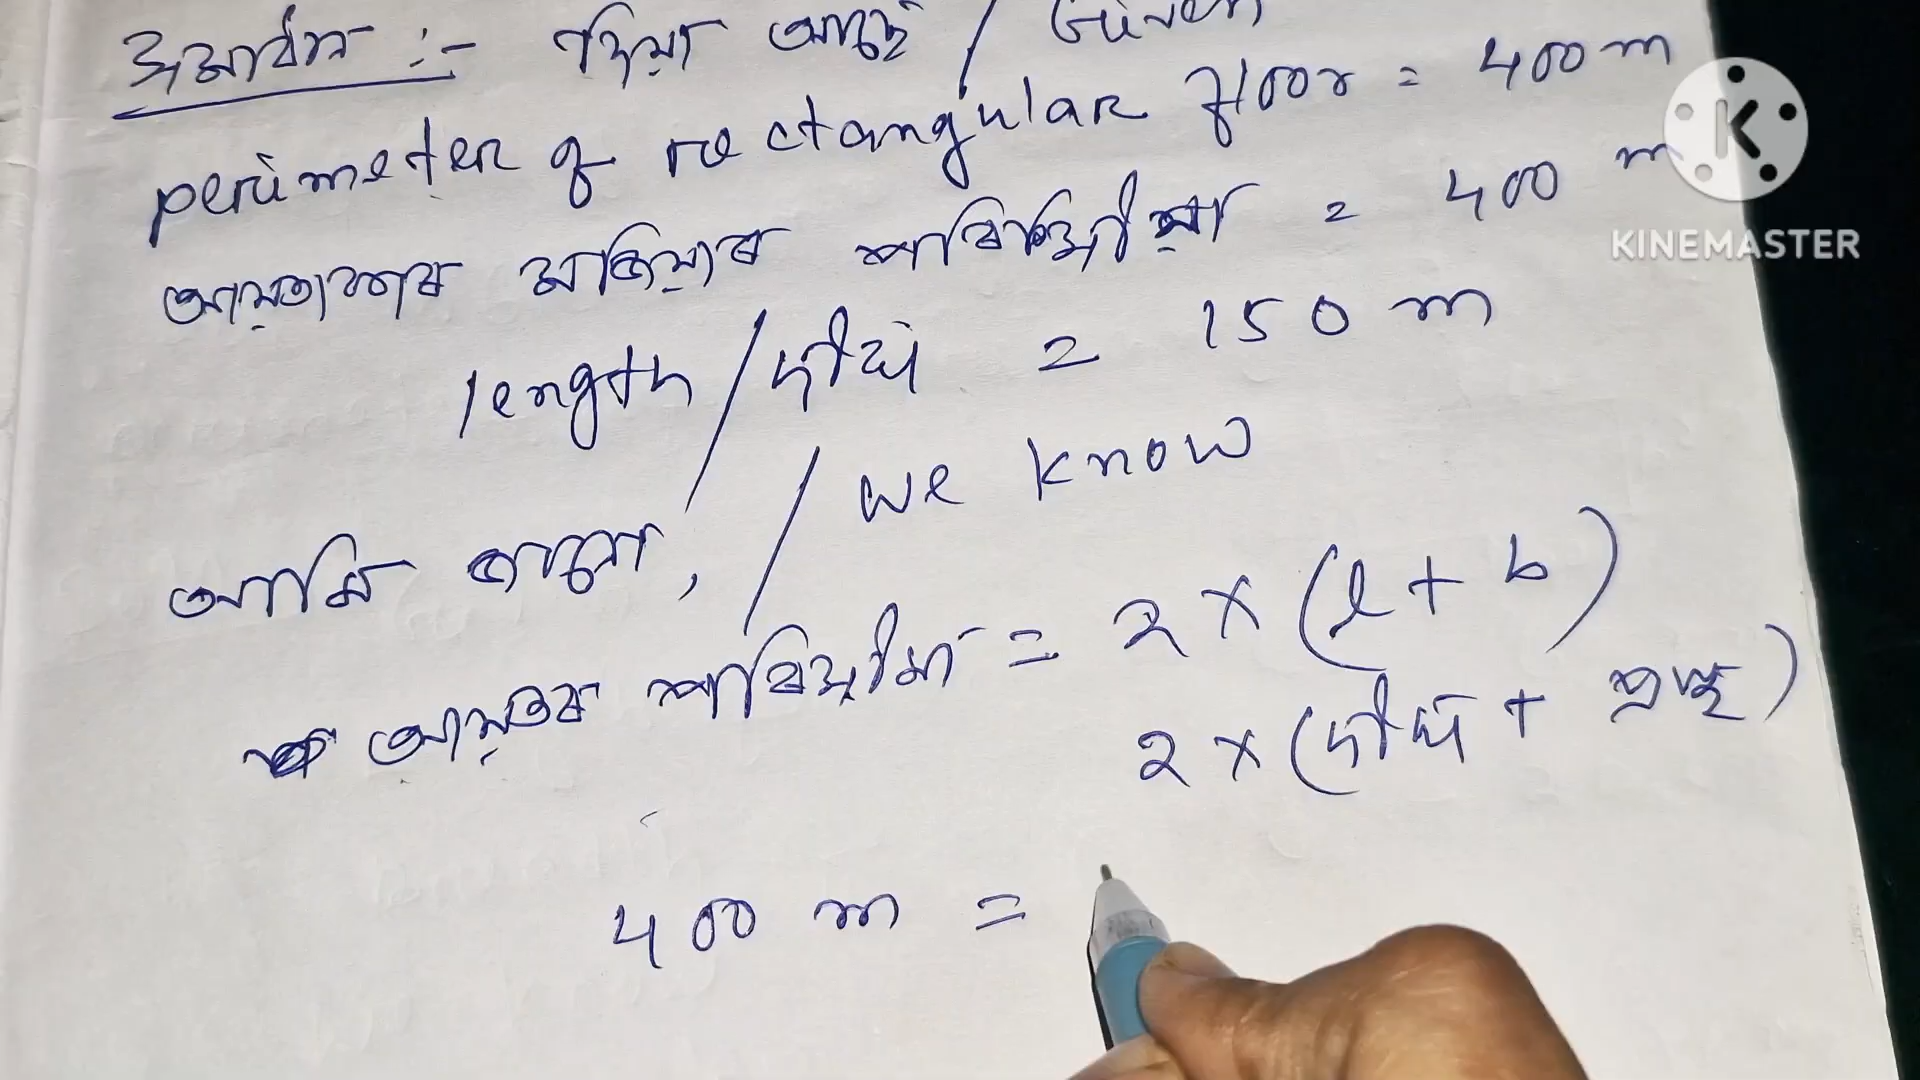 সমাধান :- দিয়া আছে / Given
perimeter of rectangular floor = 400 m
আয়তাকাৰ মজিয়াৰ পৰিসীমা = 400 m
length / দীঘ = 150 m
আমি জানো, / we know
আয়তৰ পৰিসীমা = 2 × (l + b)
2 × (দীঘ + প্ৰস্থ)
400 m =
KINEMASTER